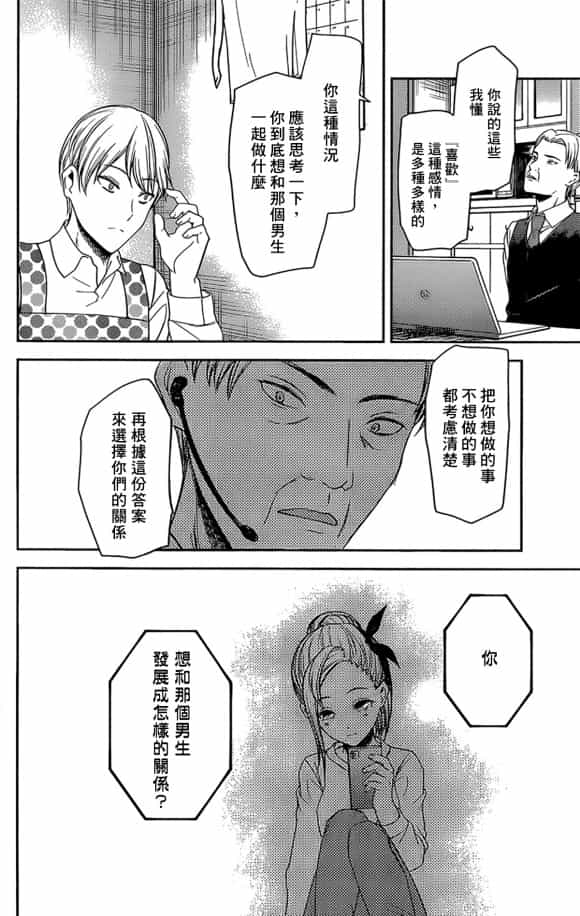 你說的這些
我懂
『喜歡』
這種感情，
是多種多樣的
你這種情況
應該思考一下，
你到底想和那個男生
一起做什麼
把你想做的事
不想做的事
都考慮清楚
再根據這份答案
來選擇你們的關係
你
想和那個男生
發展成怎樣的關係？